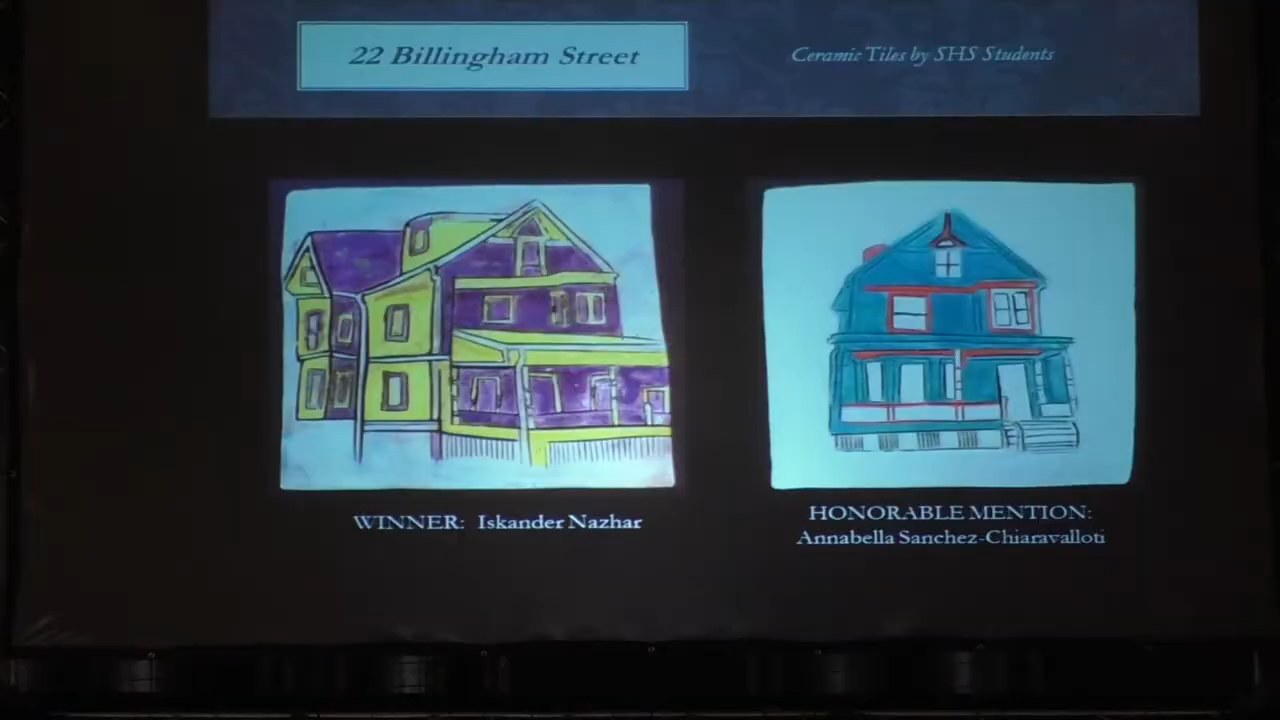 22 Billingham Street
Ceramic Tiles by SHS Students
WINNER: Iskander Nazhar
HONORABLE MENTION:
Annabella Sanchez-Chiaravalloti